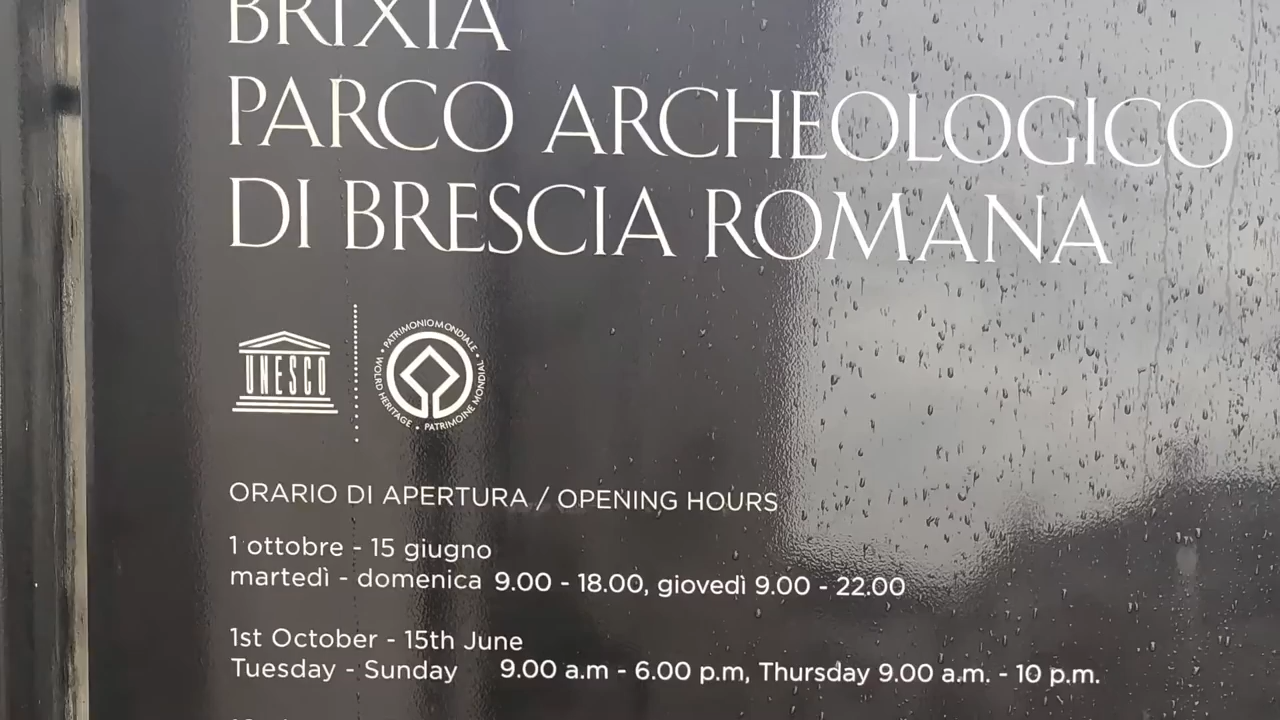 BRIXIA
PARCO ARCHEOLOGICO
DI BRESCIA ROMANA
UNESCO
PATRIMONIO MONDIALE • WOLRD HERITAGE • PATRIMOINE MONDIAL •
ORARIO DI APERTURA / OPENING HOURS
1 ottobre - 15 giugno
martedì - domenica 9.00 - 18.00, giovedì 9.00 - 22.00
1st October - 15th June
Tuesday - Sunday 9.00 a.m - 6.00 p.m, Thursday 9.00 a.m. - 10 p.m.